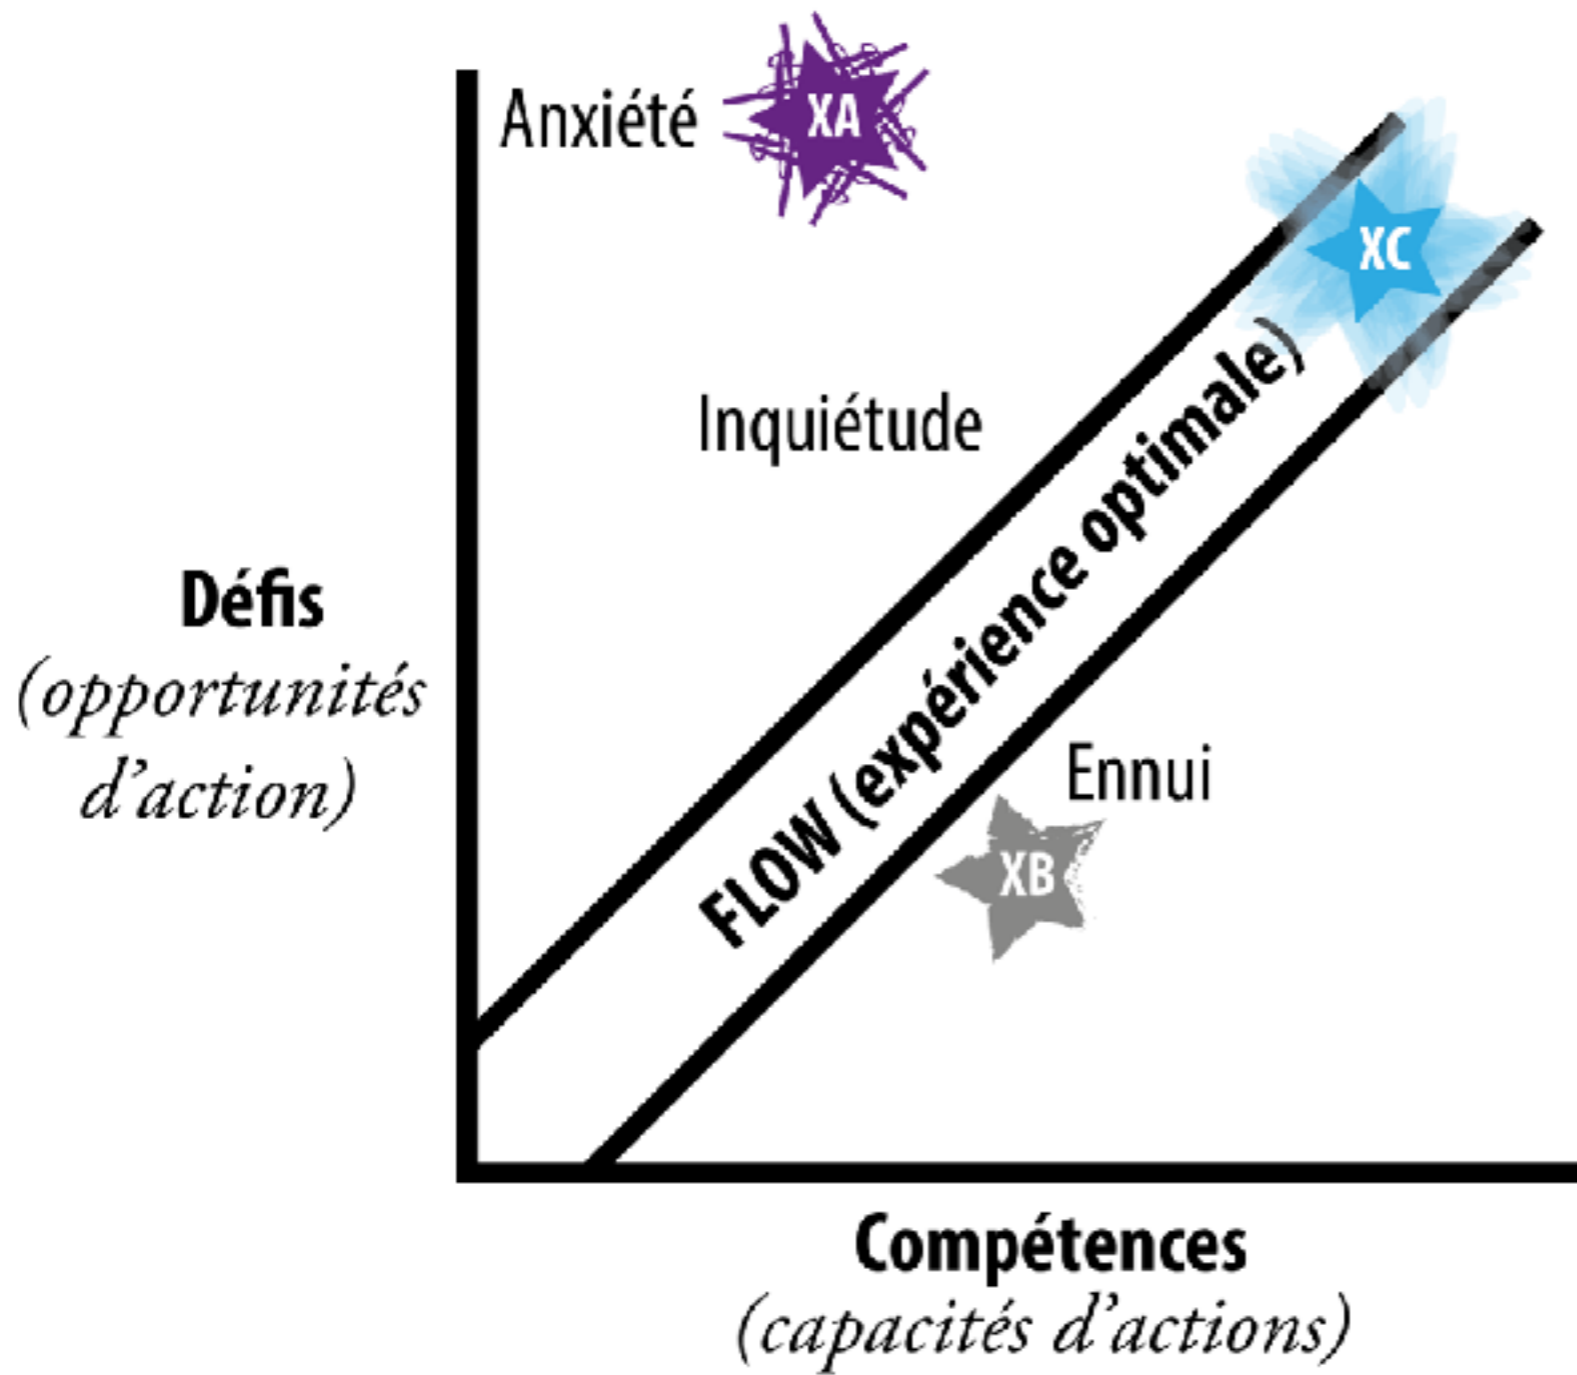 Anxiété
XA
XC
Inquiétude
FLOW (expérience optimale)
Défis
(opportunités
d’action)
Ennui
XB
Compétences
(capacités d’actions)